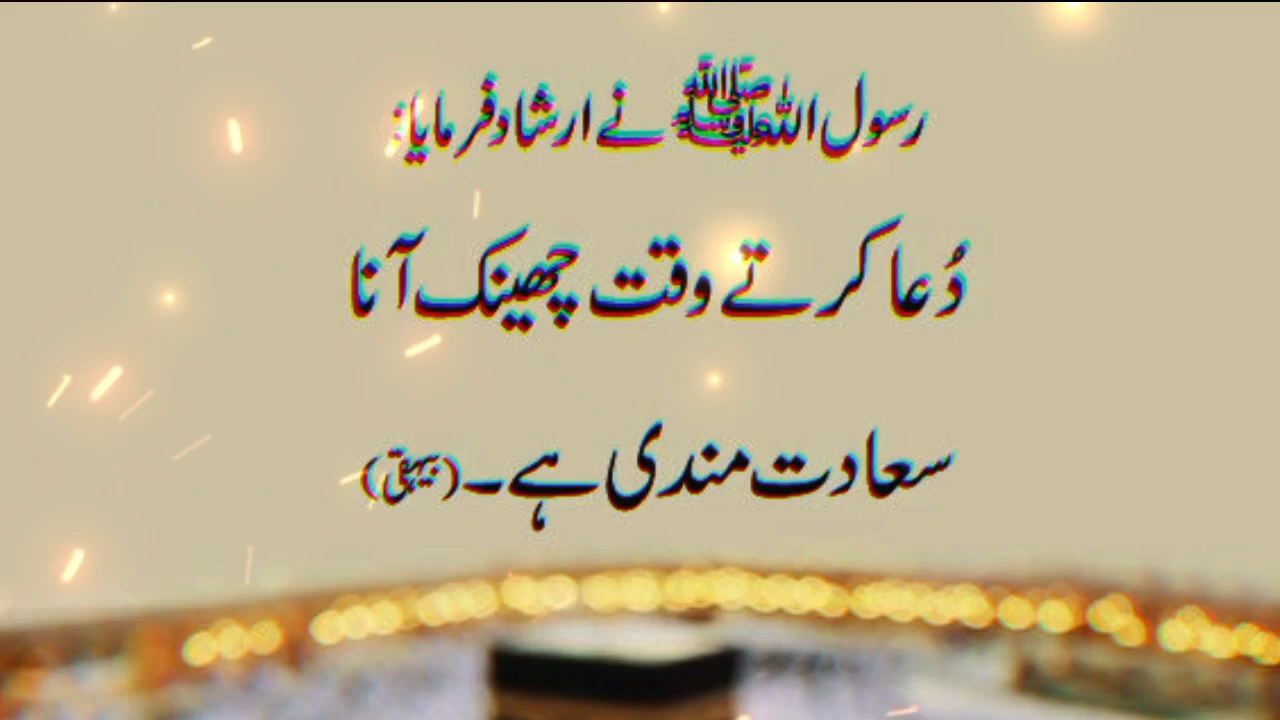 رسول اللہ ﷺ نے ارشاد فرمایا:
دُعا کرتے وقت چھینک آنا
سعادت مندی ہے۔ (بیہقی)